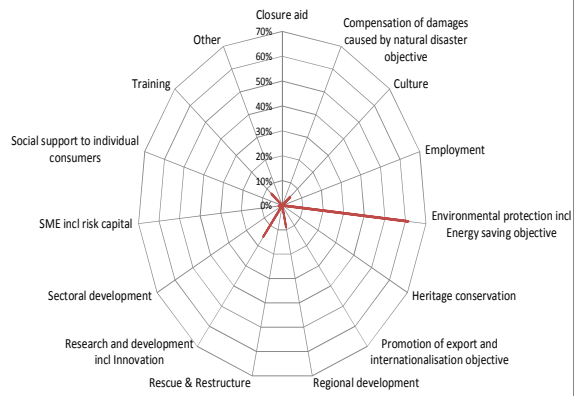 Closure aid
Compensation of damages
caused by natural disaster
objective
Culture
Employment
Environmental protection incl
Energy saving objective
Heritage conservation
Promotion of export and
internationalisation objective
Regional development
Rescue & Restructure
Research and development
incl Innovation
Sectoral development
SME incl risk capital
Social support to individual
consumers
Training
Other
70%
60%
50%
40%
30%
20%
10%
0%